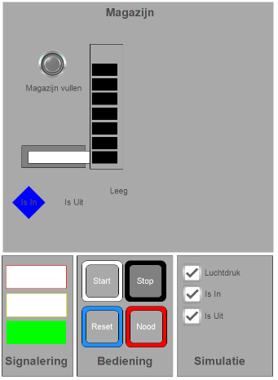 Magazijn
Magazijn vullen
Leeg
Is In
Is Uit
Start
Stop
Reset
Nood
Luchtdruk
Is In
Is Uit
Signalering
Bediening
Simulatie